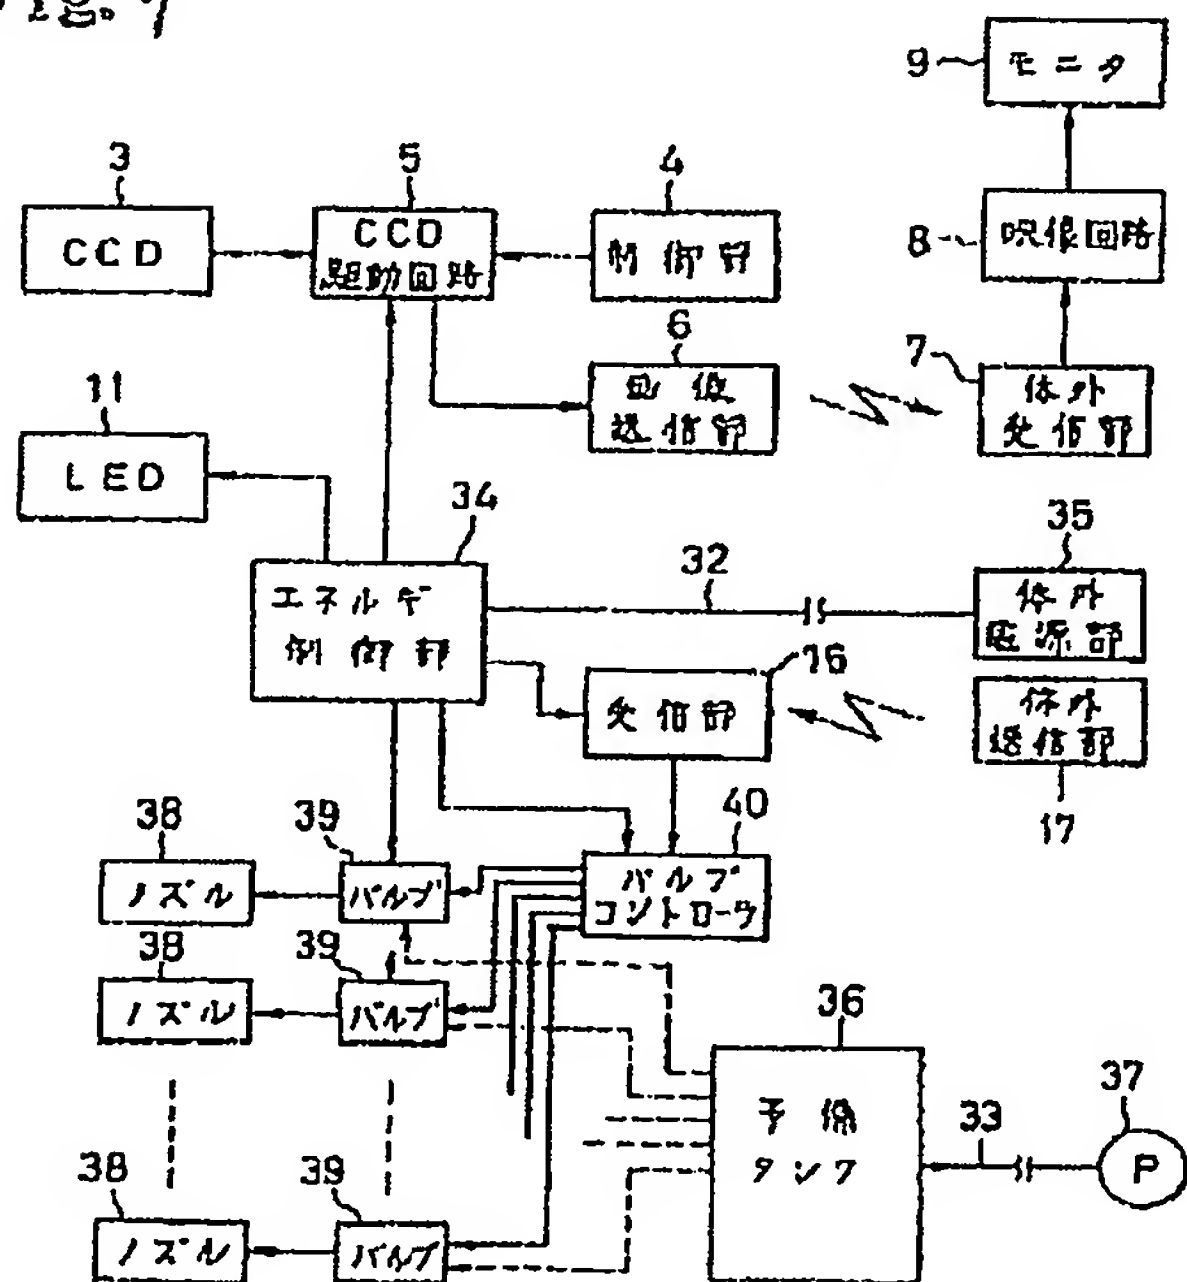 9
モニタ
3
5
4
CCD
CCD
駆動回路
制御部
8
映像回路
6
画像
送信部
7
体外
受信部
11
LED
34
エネルギ
制御部
32
35
体外
電源部
16
受信部
体外
送信部
17
38
39
40
ノズル
バルブ
バルブ
コントローラ
38
39
ノズル
バルブ
36
予備
タンク
33
37
P
38
39
ノズル
バルブ